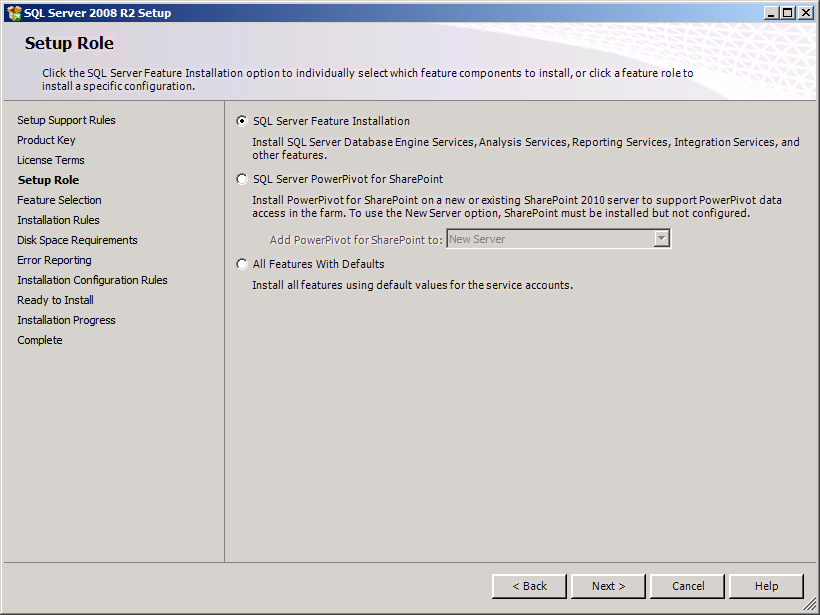 SQL Server 2008 R2 Setup
Setup Role
Click the SQL Server Feature Installation option to individually select which feature components to install, or click a feature role to
install a specific configuration.
Setup Support Rules
Product Key
License Terms
Setup Role
Feature Selection
Installation Rules
Disk Space Requirements
Error Reporting
Installation Configuration Rules
Ready to Install
Installation Progress
Complete
SQL Server Feature Installation
Install SQL Server Database Engine Services, Analysis Services, Reporting Services, Integration Services, and
other features.
SQL Server PowerPivot for SharePoint
Install PowerPivot for SharePoint on a new or existing SharePoint 2010 server to support PowerPivot data
access in the farm. To use the New Server option, SharePoint must be installed but not configured.
Add PowerPivot for SharePoint to: New Server
All Features With Defaults
Install all features using default values for the service accounts.
< Back Next > Cancel Help